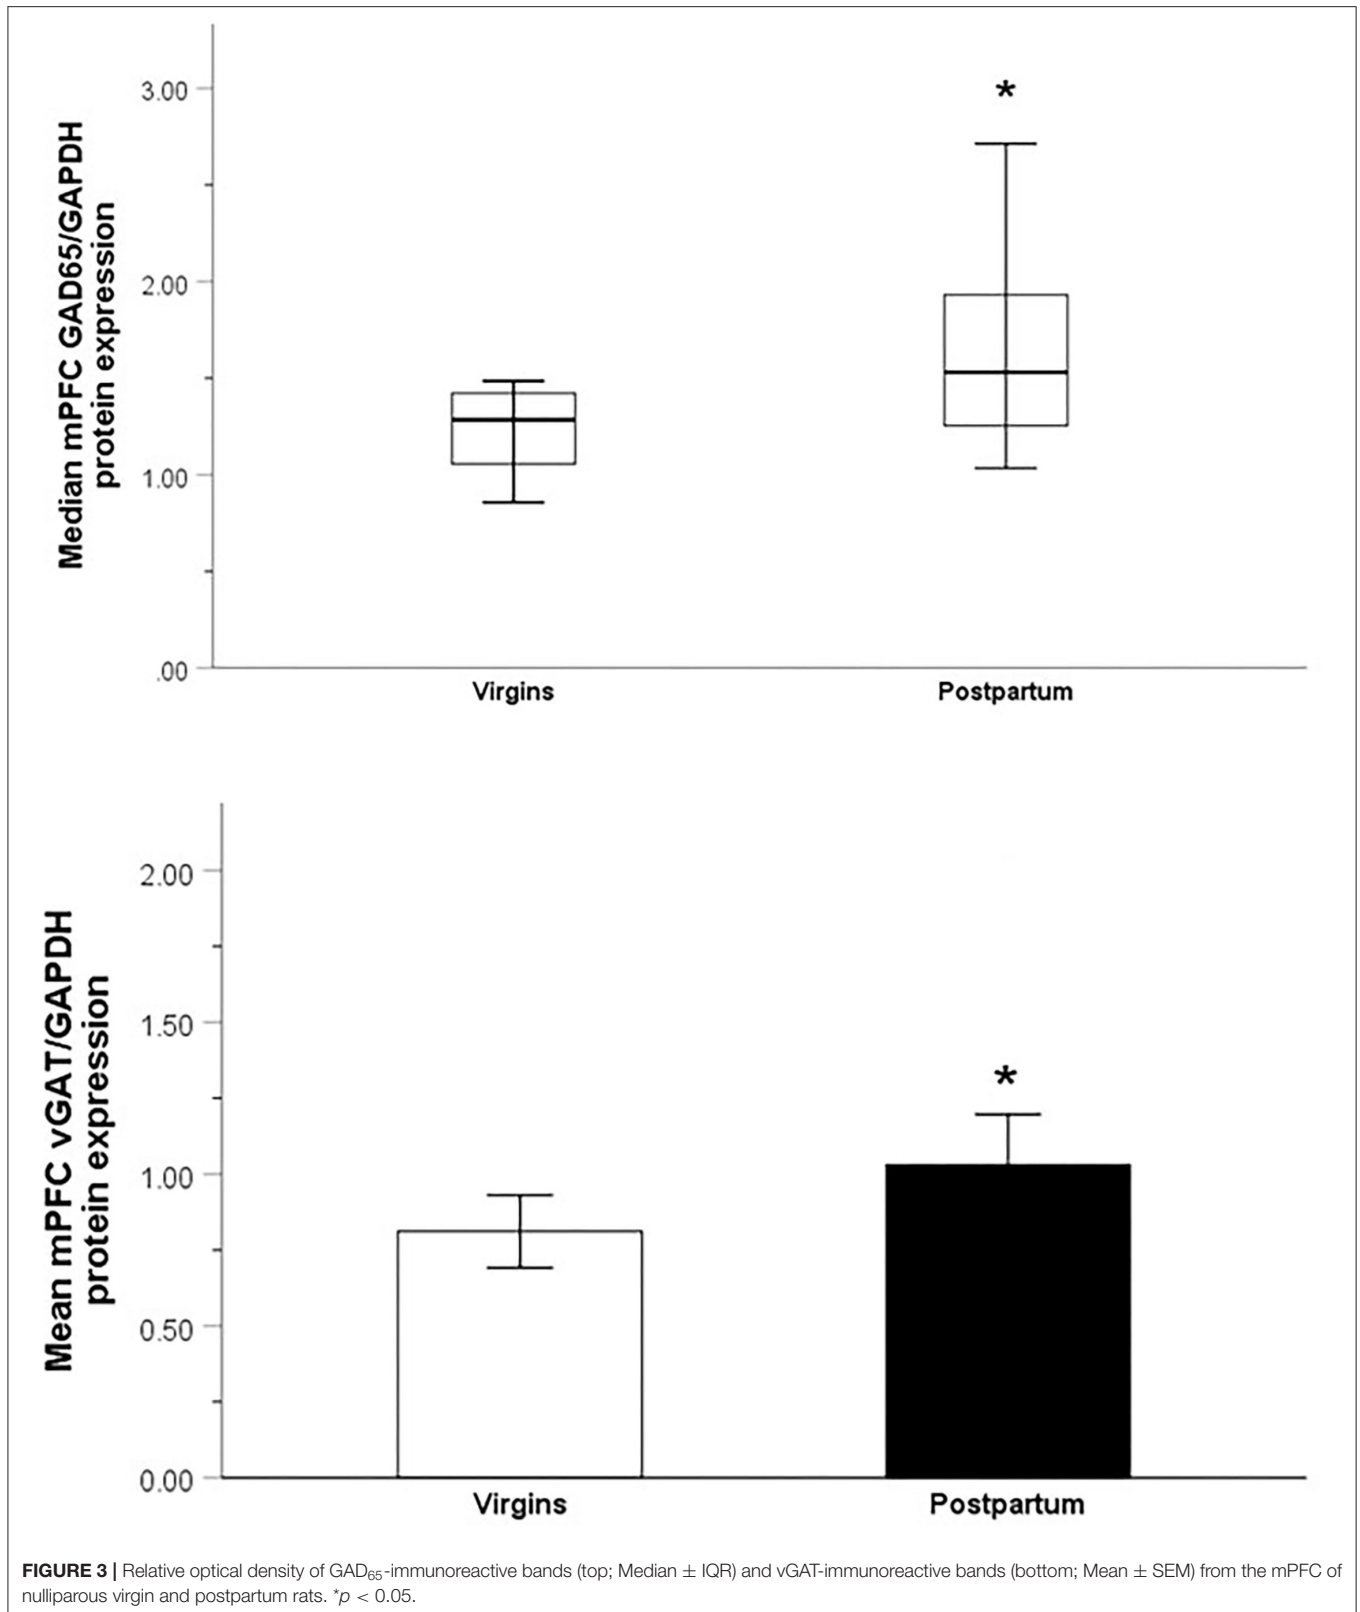 Median mPFC GAD65/GAPDH
protein expression
3.00
*
2.00
1.00
.00
Virgins
Postpartum
Mean mPFC vGAT/GAPDH
protein expression
2.00
1.50
*
1.00
0.50
0.00
Virgins
Postpartum
FIGURE 3 | Relative optical density of GAD65-immunoreactive bands (top; Median ± IQR) and vGAT-immunoreactive bands (bottom; Mean ± SEM) from the mPFC of
nulliparous virgin and postpartum rats. *p < 0.05.